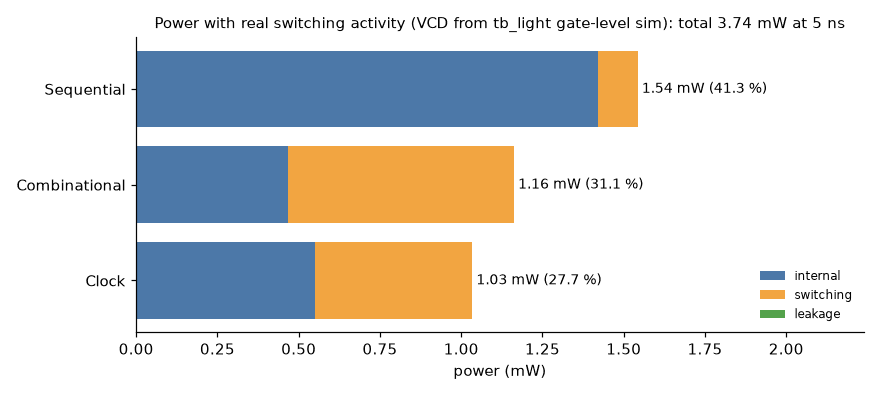 Power with real switching activity (VCD from tb_light gate-level sim): total 3.74 mW at 5 ns
Sequential
1.54 mW (41.3 %)
Combinational
1.16 mW (31.1 %)
Clock
1.03 mW (27.7 %)
internal
switching
leakage
0.00 0.25 0.50 0.75 1.00 1.25 1.50 1.75 2.00
power (mW)